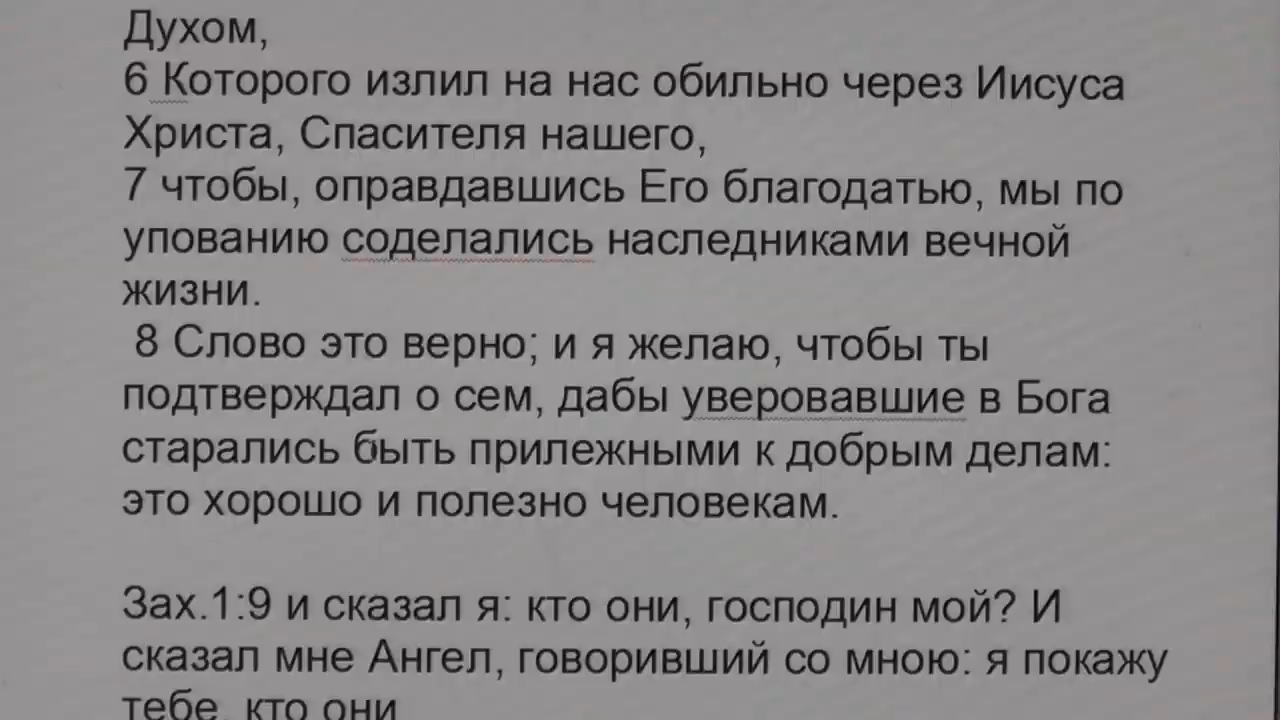 Духом,
6 Которого излил на нас обильно через Иисуса
Христа, Спасителя нашего,
7 чтобы, оправдавшись Его благодатью, мы по
упованию соделались наследниками вечной
жизни.
8 Слово это верно; и я желаю, чтобы ты
подтверждал о сем, дабы уверовавшие в Бога
старались быть прилежными к добрым делам:
это хорошо и полезно человекам.
Зах.1:9 и сказал я: кто они, господин мой? И
сказал мне Ангел, говоривший со мною: я покажу
тебе, кто они